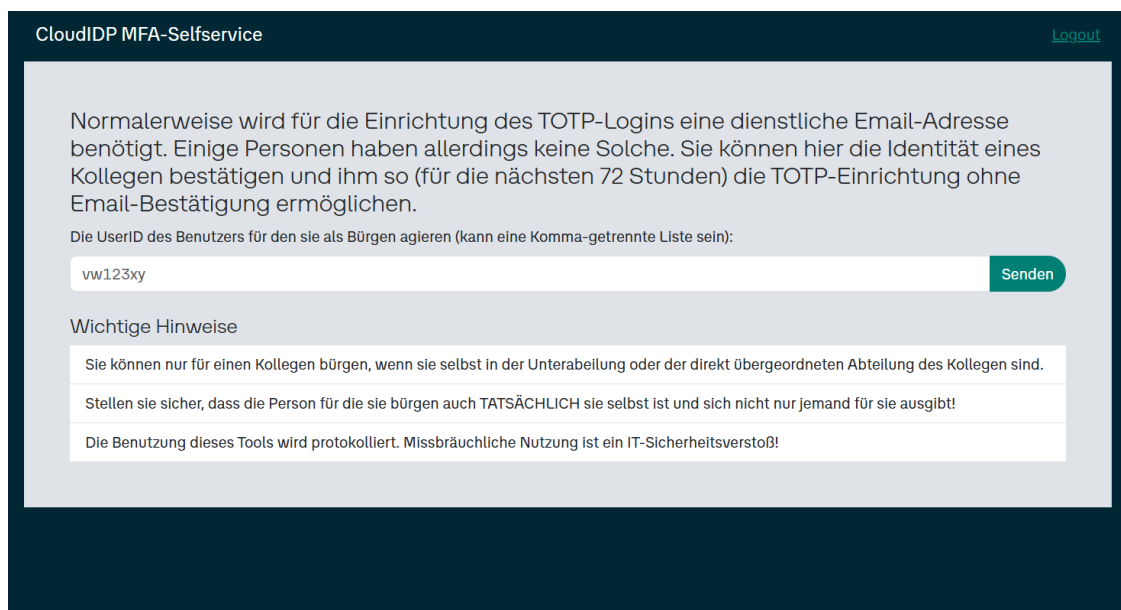 CloudIDP MFA-Selfservice
Logout
Normalerweise wird für die Einrichtung des TOTP-Logins eine dienstliche Email-Adresse
benötigt. Einige Personen haben allerdings keine Solche. Sie können hier die Identität eines
Kollegen bestätigen und ihm so (für die nächsten 72 Stunden) die TOTP-Einrichtung ohne
Email-Bestätigung ermöglichen.
Die UserID des Benutzers für den sie als Bürgen agieren (kann eine Komma-getrennte Liste sein):
vw123xy
Senden
Wichtige Hinweise
Sie können nur für einen Kollegen bürgen, wenn sie selbst in der Unterabeilung oder der direkt übergeordneten Abteilung des Kollegen sind.
Stellen sie sicher, dass die Person für die sie bürgen auch TATSÄCHLICH sie selbst ist und sich nicht nur jemand für sie ausgibt!
Die Benutzung dieses Tools wird protokolliert. Missbräuchliche Nutzung ist ein IT-Sicherheitsverstoß!